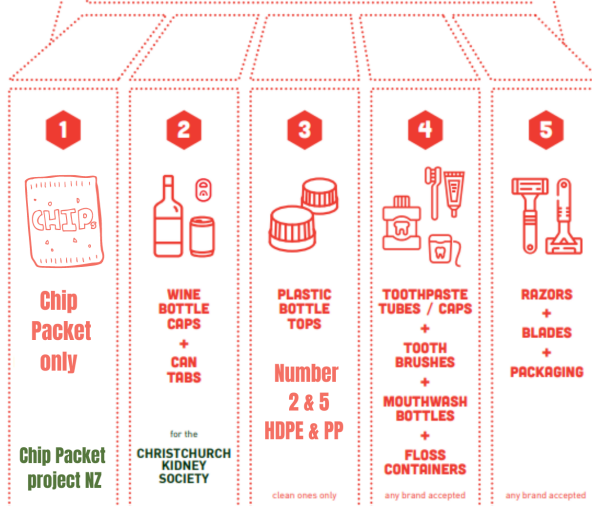 1
CHIPS
Chip
Packet
only
Chip Packet
project NZ
2
WINE
BOTTLE
CAPS
+
CAN
TABS
for the
CHRISTCHURCH
KIDNEY
SOCIETY
3
PLASTIC
BOTTLE
TOPS
Number
2 & 5
HDPE & PP
clean ones only
4
TOOTHPASTE
TUBES / CAPS
+
TOOTH
BRUSHES
+
MOUTHWASH
BOTTLES
+
FLOSS
CONTAINERS
any brand accepted
5
RAZORS
+
BLADES
+
PACKAGING
any brand accepted